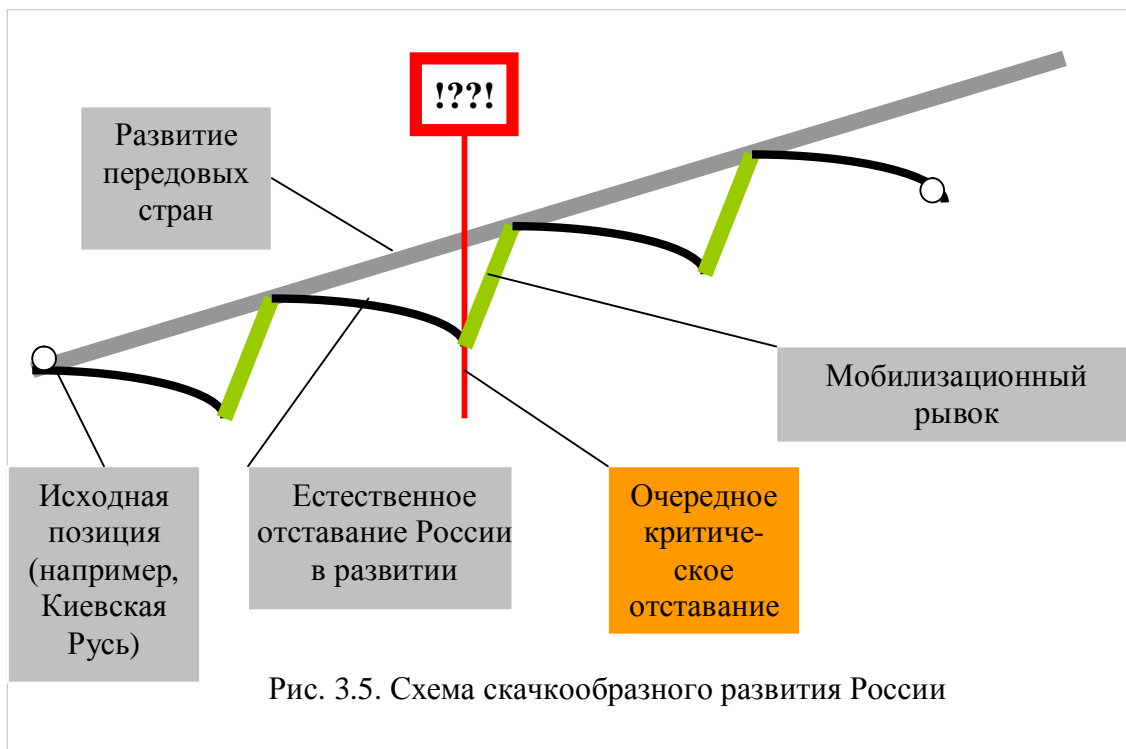 !??!
Развитие
передовых
стран
Мобилизационный
рывок
Исходная
позиция
(например,
Киевская
Русь)
Естественное
отставание России
в развитии
Очередное
критиче-
ское
отставание
Рис. 3.5. Схема скачкообразного развития России